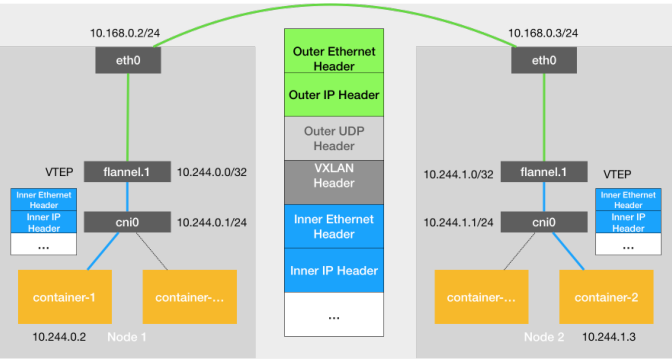 10.168.0.2/24
eth0
VTEP
flannel.1
10.244.0.0/32
Inner Ethernet
Header
Inner IP
Header
...
cni0
10.244.0.1/24
container-1
container-...
10.244.0.2
Node 1
Outer Ethernet
Header
Outer IP Header
Outer UDP
Header
VXLAN
Header
Inner Ethernet
Header
Inner IP Header
...
10.168.0.3/24
eth0
10.244.1.0/32
flannel.1
VTEP
10.244.1.1/24
cni0
Inner Ethernet
Header
Inner IP
Header
...
container-...
container-2
Node 2
10.244.1.3